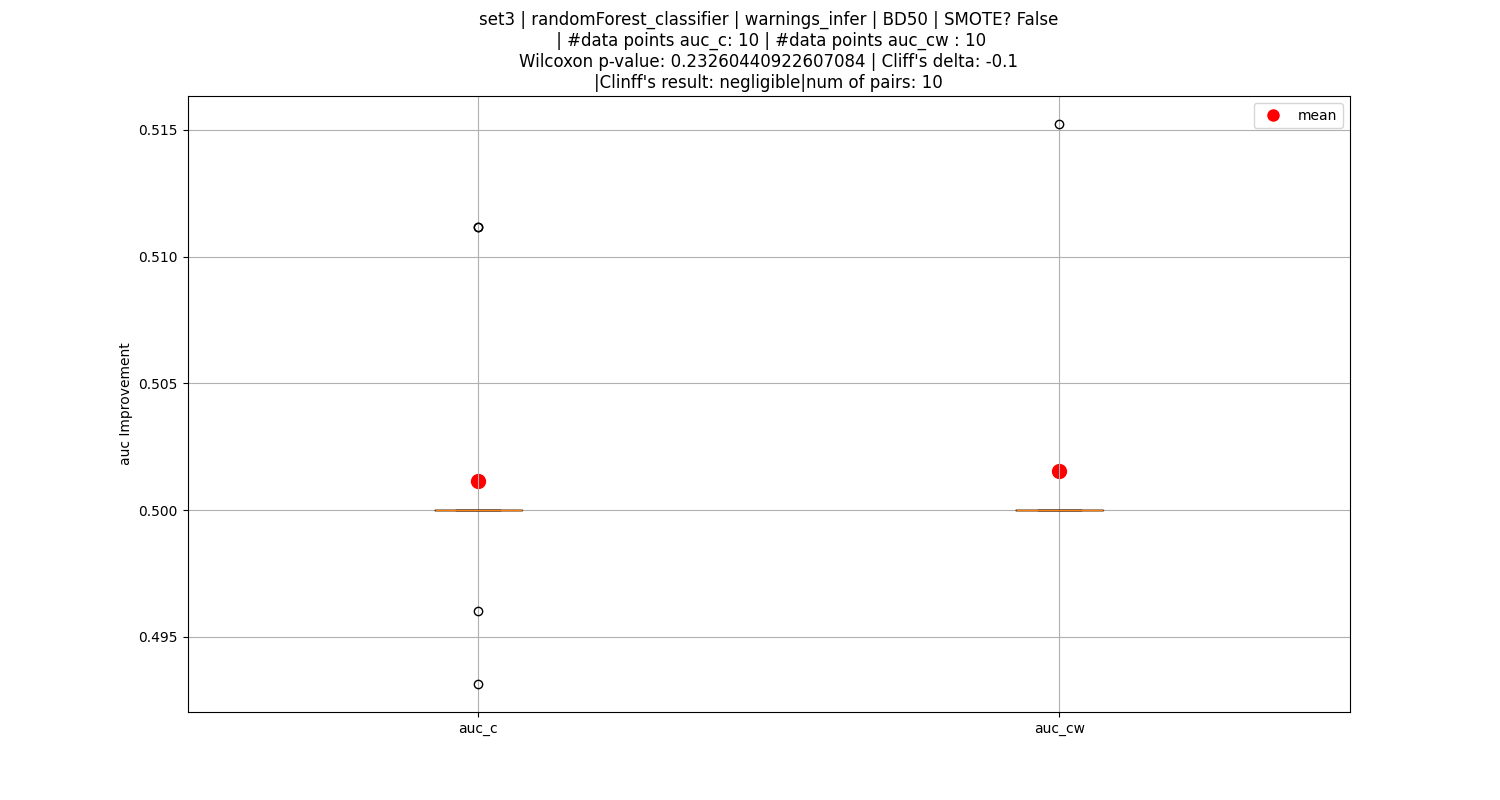 set3 | randomForest_classifier | warnings_infer | BD50 | SMOTE? False
| #data points auc_c: 10 | #data points auc_cw : 10
Wilcoxon p-value: 0.23260440922607084 | Cliff's delta: -0.1
|Clinff's result: negligible|num of pairs: 10
mean
0.515
0.510
0.505
0.500
0.495
auc Improvement
auc_c
auc_cw